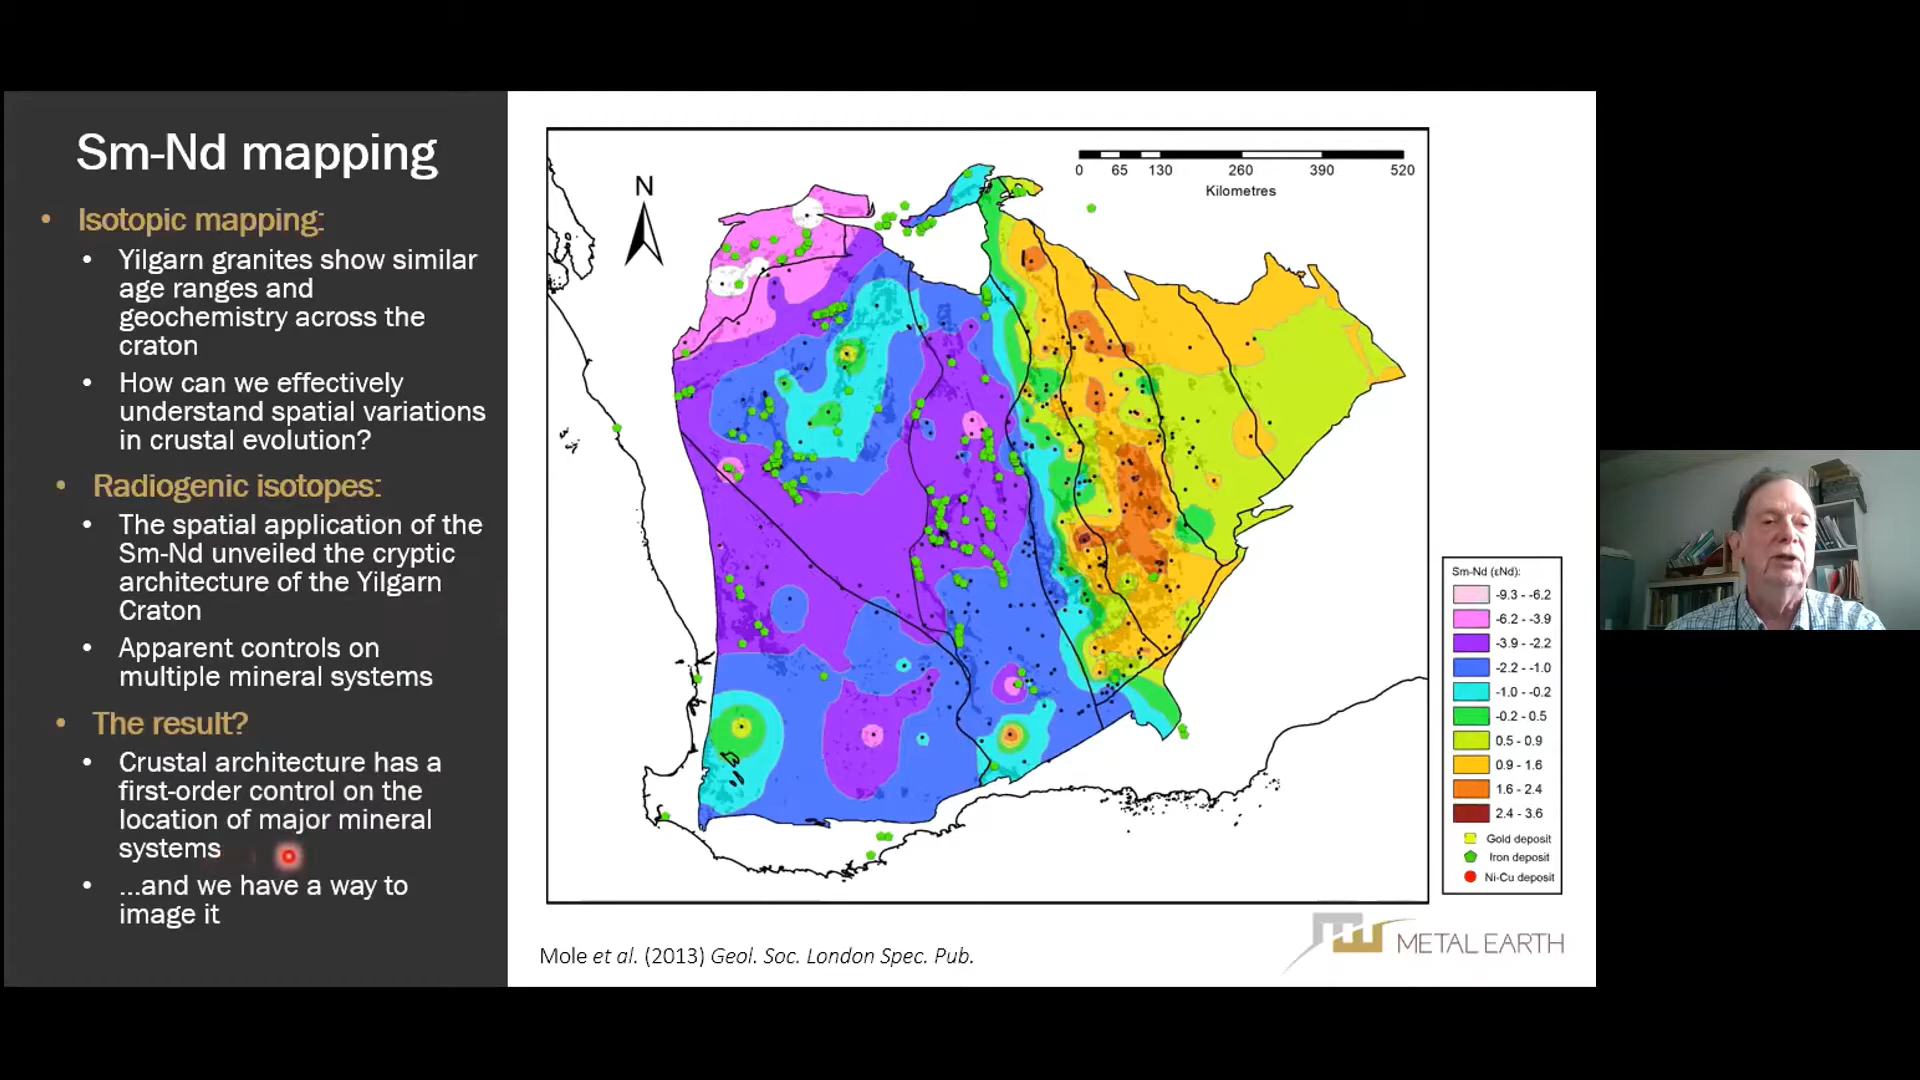 Sm-Nd mapping
• Isotopic mapping:
• Yilgarn granites show similar
age ranges and
geochemistry across the
craton
• How can we effectively
understand spatial variations
in crustal evolution?
• Radiogenic isotopes:
• The spatial application of the
Sm-Nd unveiled the cryptic
architecture of the Yilgarn
Craton
• Apparent controls on
multiple mineral systems
• The result?
• Crustal architecture has a
first-order control on the
location of major mineral
systems
• ...and we have a way to
image it
N
0 65 130 260 390 520
Kilometres
Sm-Nd (εNd):
-9.3 - -6.2
-6.2 - -3.9
-3.9 - -2.2
-2.2 - -1.0
-1.0 - -0.2
-0.2 - 0.5
0.5 - 0.9
0.9 - 1.6
1.6 - 2.4
2.4 - 3.6
Gold deposit
Iron deposit
Ni-Cu deposit
Mole et al. (2013) Geol. Soc. London Spec. Pub.
METAL EARTH